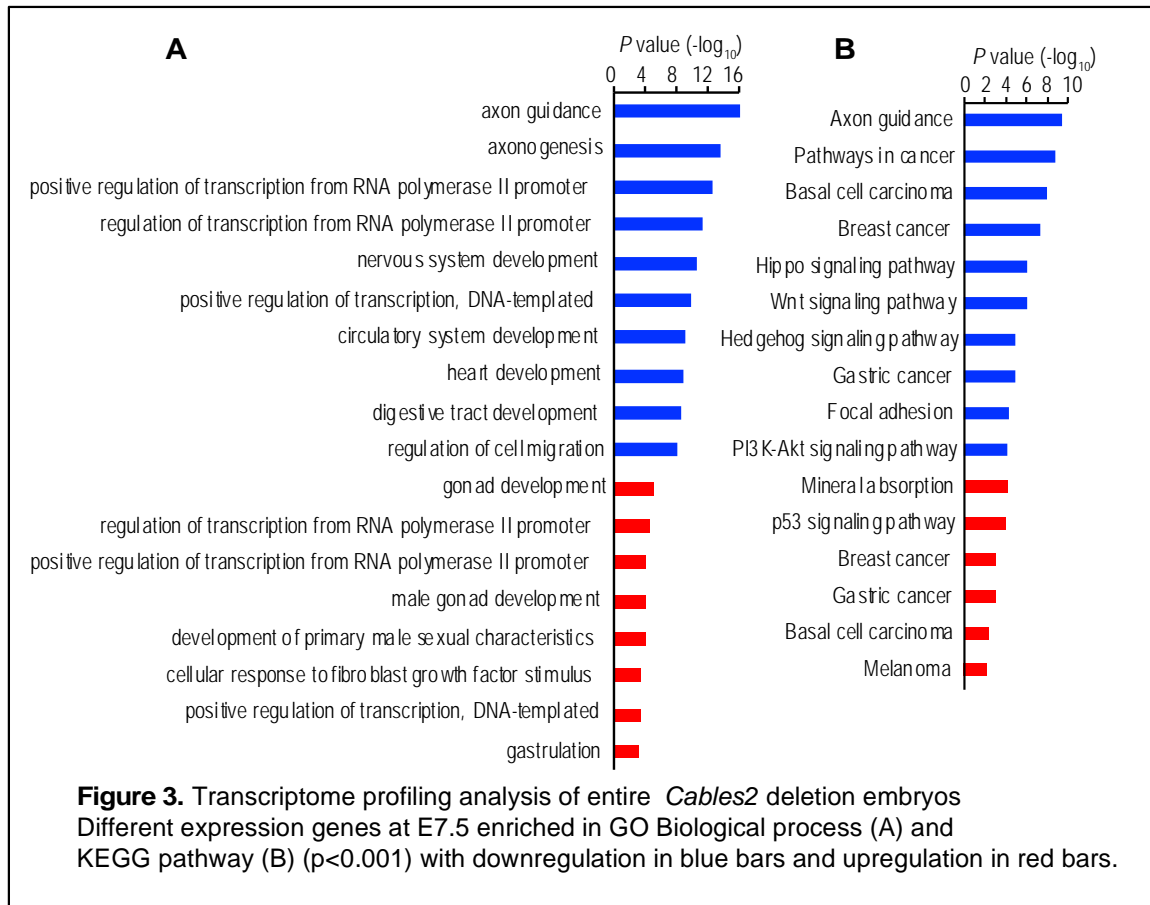 A
P value (-log10)
0 4 8 12 16
axon guidance
axonogenesis
positive regulation of transcription from RNA polymerase II promoter
regulation of transcription from RNA polymerase II promoter
nervous system development
positive regulation of transcription, DNA-templated
circulatory system development
heart development
digestive tract development
regulation of cell migration
gonad development
regulation of transcription from RNA polymerase II promoter
positive regulation of transcription from RNA polymerase II promoter
male gonad development
development of primary male sexual characteristics
cellular response to fibroblast growth factor stimulus
positive regulation of transcription, DNA-templated
gastrulation
B
P value (-log10)
0 2 4 6 8 10
Axon guidance
Pathways in cancer
Basal cell carcinoma
Breast cancer
Hippo signaling pathway
Wnt signaling pathway
Hedgehog signaling pathway
Gastric cancer
Focal adhesion
PI3K-Akt signaling pathway
Mineral absorption
p53 signaling pathway
Breast cancer
Gastric cancer
Basal cell carcinoma
Melanoma
Figure 3. Transcriptome profiling analysis of entire Cables2 deletion embryos
Different expression genes at E7.5 enriched in GO Biological process (A) and
KEGG pathway (B) (p<0.001) with downregulation in blue bars and upregulation in red bars.